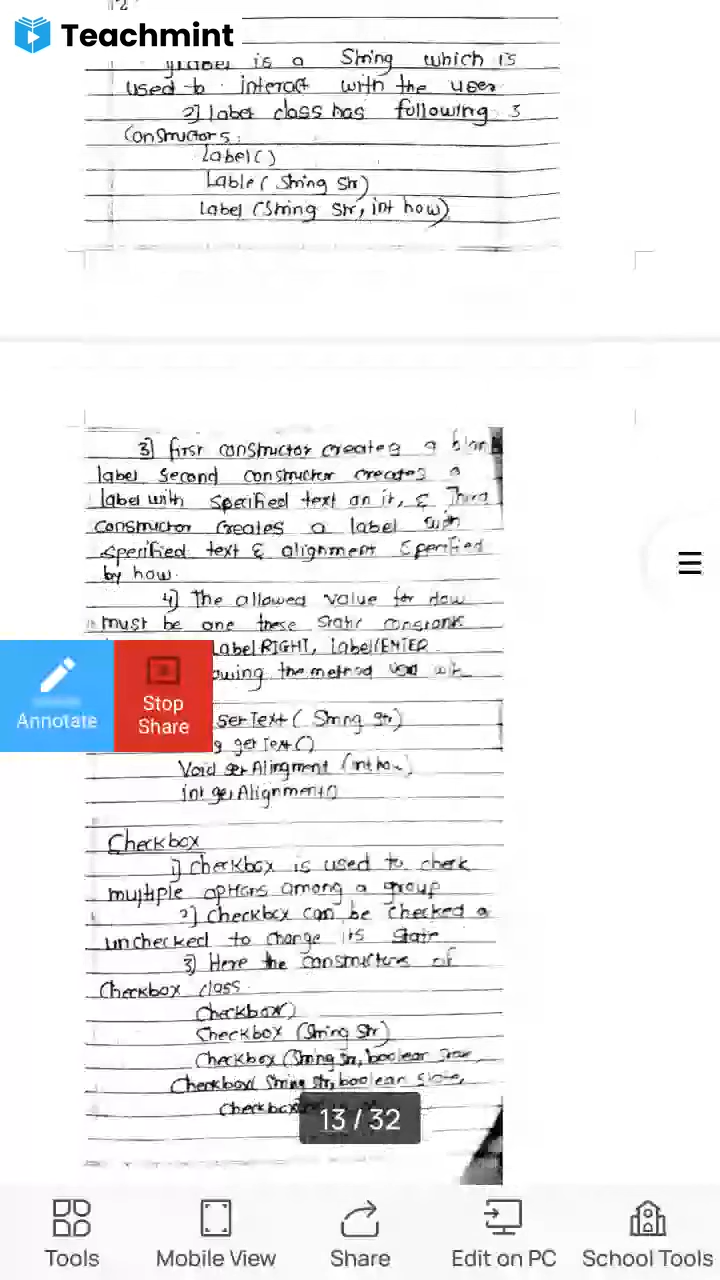 Teachmint
is a String which is
used to interact with the user
2] label class has following 3
Constructors:
Label()
Lable( String Str)
Label (String Str, int how)
3] first constructor creates a
label second constructor creates a
label with specified text on it, & Third
constructor creates a label with
specified text & alignment specified
by how.
4] The allowed value for How
must be one these static constants
Label RIGHT, Label CENTER
the method
setText( String str)
getText()
Void set Alingment (int how)
int get Alignment()
Annotate
Stop
Share
Checkbox
1] Checkbox is used to check
multiple options among a group
2] Checkbox can be checked a
unchecked to change its state
3] Here the constructors of
Checkbox class.
Checkbox()
Checkbox (String Str)
Checkbox (String Str, boolean State,
Checkbox( String str, boolean state,
Checkbox
13 / 32
Tools
Mobile View
Share
Edit on PC
School Tools